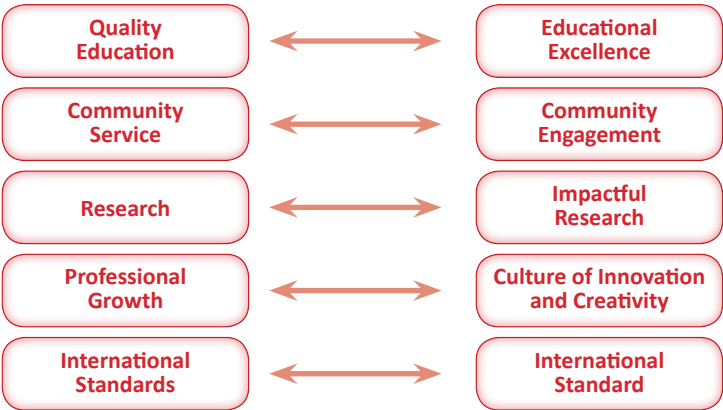 Quality
Education
Educational
Excellence
Community
Service
Community
Engagement
Research
Impactful
Research
Professional
Growth
Culture of Innovation
and Creativity
International
Standards
International
Standard